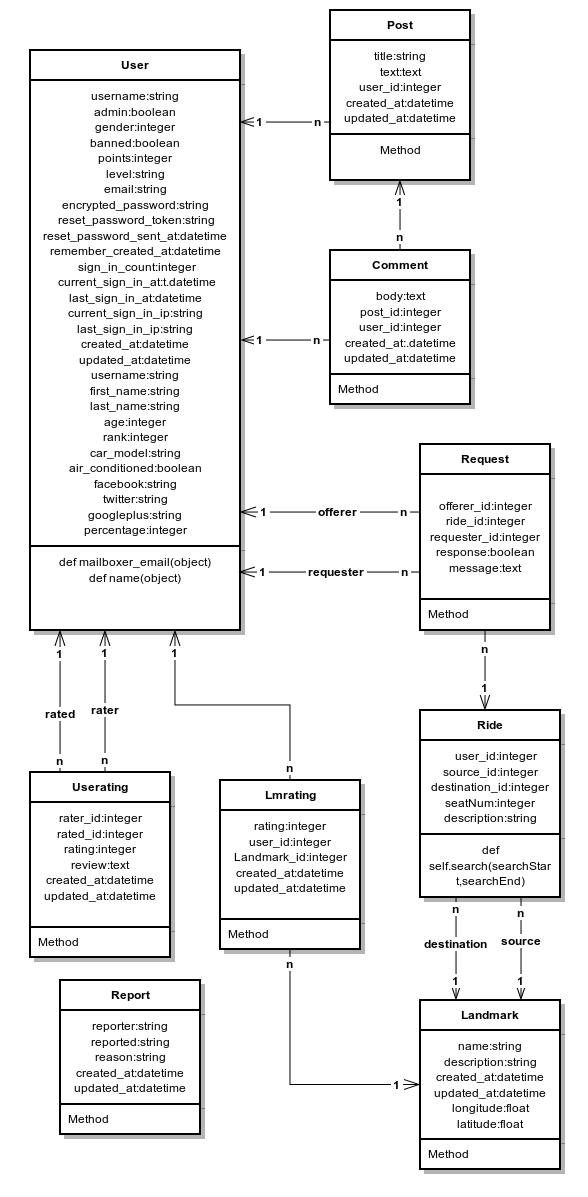 Post
title:string
text:text
user_id:integer
created_at:datetime
updated_at:datetime
Method
User
username:string
admin:boolean
gender:integer
banned:boolean
points:integer
level:string
email:string
encrypted_password:string
reset_password_token:string
reset_password_sent_at:datetime
remember_created_at:datetime
sign_in_count:integer
current_sign_in_at:t.datetime
last_sign_in_at:datetime
current_sign_in_ip:string
last_sign_in_ip:string
created_at:datetime
updated_at:datetime
username:string
first_name:string
last_name:string
age:integer
rank:integer
car_model:string
air_conditioned:boolean
facebook:string
twitter:string
googleplus:string
percentage:integer
def mailboxer_email(object)
def name(object)
1 n
1
n
Comment
body:text
post_id:integer
user_id:integer
created_at:.datetime
updated_at:datetime
Method
1 n
Request
offerer_id:integer
ride_id:integer
requester_id:integer
response:boolean
message:text
Method
1 offerer n
1 requester n
n
1
Ride
user_id:integer
source_id:integer
destination_id:integer
seatNum:integer
description:string
def
self.search(searchStar
t,searchEnd)
1 1 1
rated rater
n n n
Userating
rater_id:integer
rated_id:integer
rating:integer
review:text
created_at:datetime
updated_at:datetime
Method
Lmrating
rating:integer
user_id:integer
Landmark_id:integer
created_at:datetime
updated_at:datetime
Method
n
1
n n
destination source
1 1
Report
reporter:string
reported:string
reason:string
created_at:datetime
updated_at:datetime
Method
Landmark
name:string
description:string
created_at:datetime
updated_at:datetime
longitude:float
latitude:float
Method